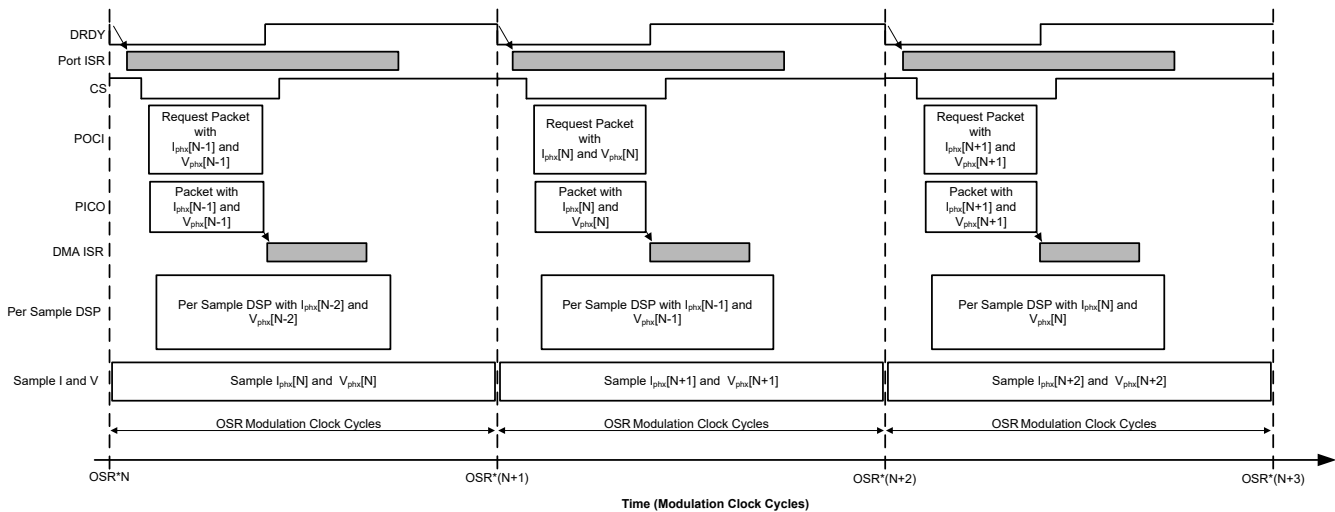 DRDY
Port ISR
CS
POCI
Request Packet
with
Iphx[N-1] and
Vphx[N-1]
Request Packet
with
Iphx[N] and Vphx[N]
Request Packet
with
Iphx[N+1] and
Vphx[N+1]
PICO
Packet with
Iphx[N-1] and
Vphx[N-1]
Packet with
Iphx[N] and
Vphx[N]
Packet with
Iphx[N+1] and
Vphx[N+1]
DMA ISR
Per Sample DSP
Per Sample DSP with Iphx[N-2] and
Vphx[N-2]
Per Sample DSP with Iphx[N-1] and
Vphx[N-1]
Per Sample DSP with Iphx[N] and
Vphx[N]
Sample I and V
Sample Iphx[N] and Vphx[N]
Sample Iphx[N+1] and Vphx[N+1]
Sample Iphx[N+2] and Vphx[N+2]
OSR Modulation Clock Cycles
OSR Modulation Clock Cycles
OSR Modulation Clock Cycles
OSR*N
OSR*(N+1)
OSR*(N+2)
OSR*(N+3)
Time (Modulation Clock Cycles)